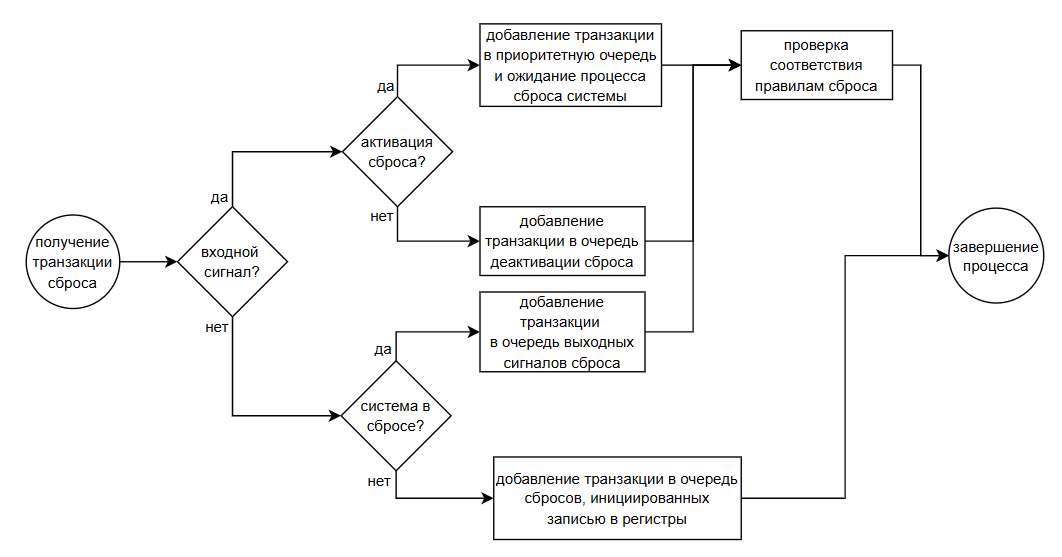 получение
транзакции
сброса
входной
сигнал?
да
нет
активация
сброса?
да
нет
добавление транзакции
в приоритетную очередь
и ожидание процесса
сброса системы
добавление
транзакции в очередь
деактивации сброса
система в
сбросе?
да
нет
добавление
транзакции
в очередь выходных
сигналов сброса
добавление транзакции в очередь
сбросов, инициированных
записью в регистры
проверка
соответствия
правилам сброса
завершение
процесса